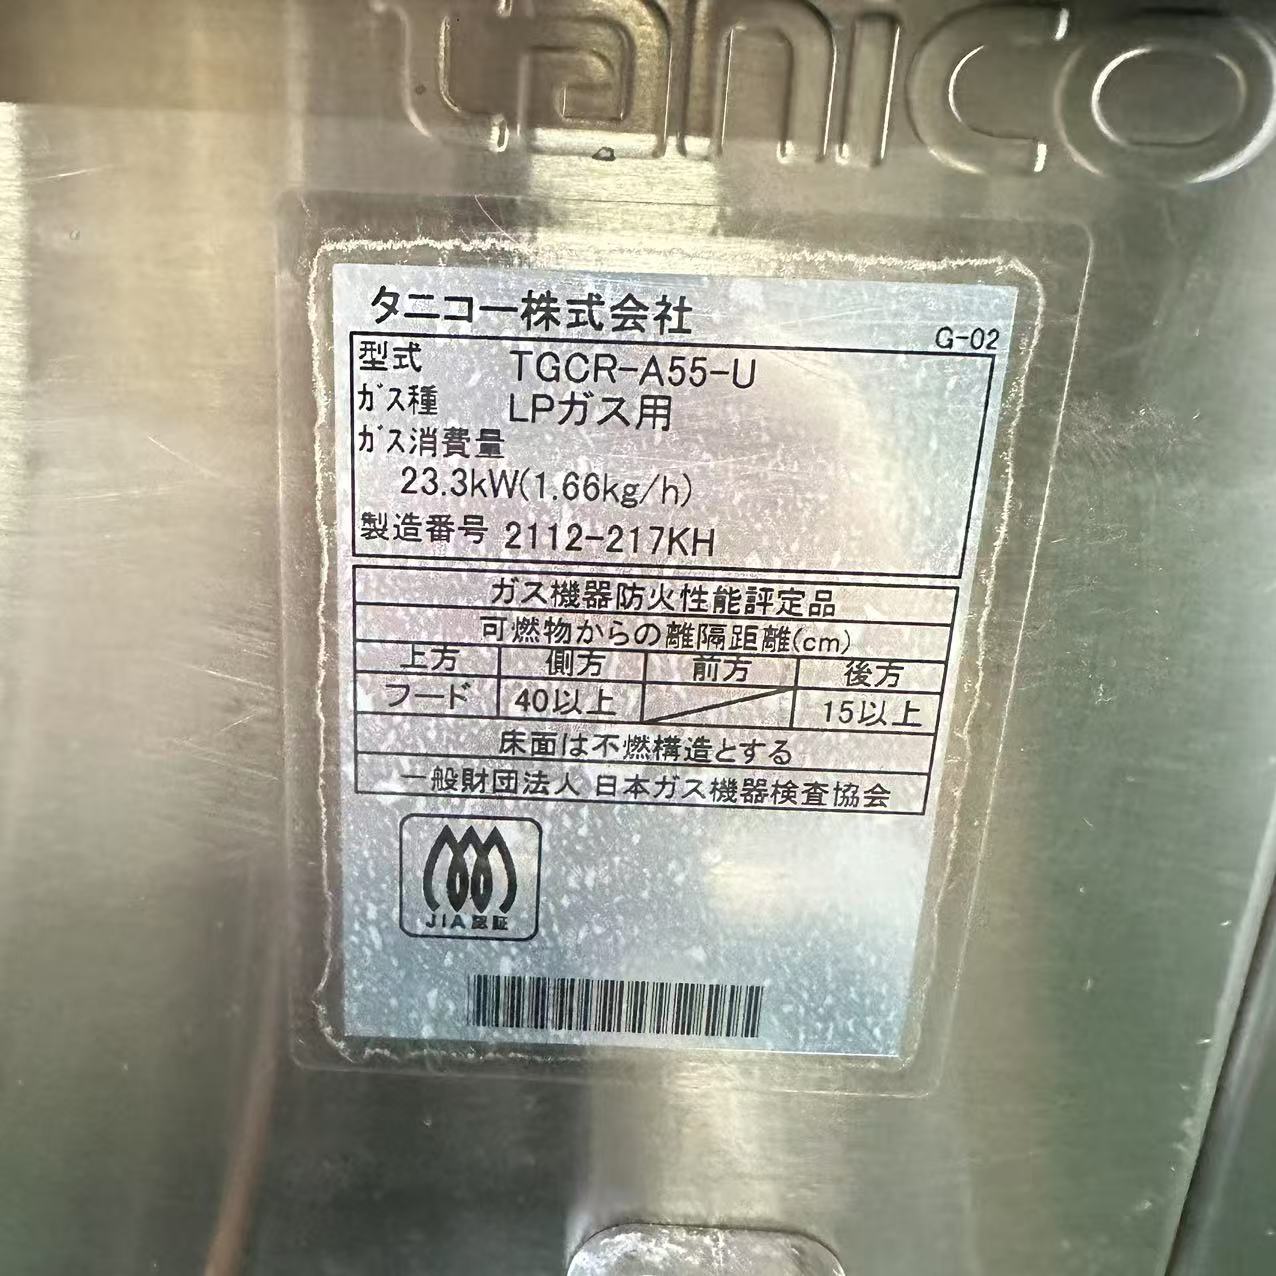 tanico
タニコー株式会社
G-02
型式 TGCR-A55-U
ガス種 LPガス用
ガス消費量
23.3kW(1.66kg/h)
製造番号 2112-217KH
ガス機器防火性能評定品
可燃物からの離隔距離(cm)
上方 側方 前方 後方
フード 40以上 15以上
床面は不燃構造とする
一般財団法人 日本ガス機器検査協会
JIA認証